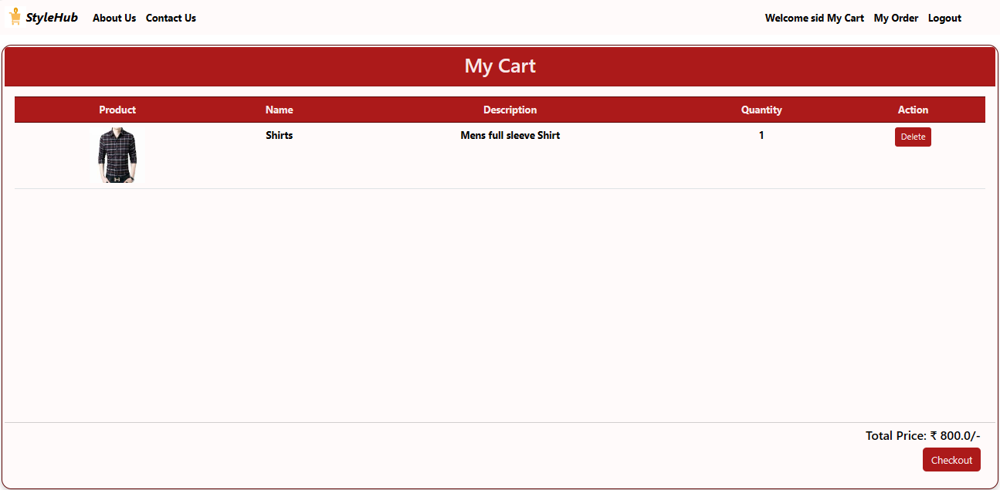 StyleHub About Us Contact Us Welcome sid My Cart My Order Logout
My Cart
Product Name Description Quantity Action
Shirts Mens full sleeve Shirt 1 Delete
Total Price: ₹ 800.0/-
Checkout